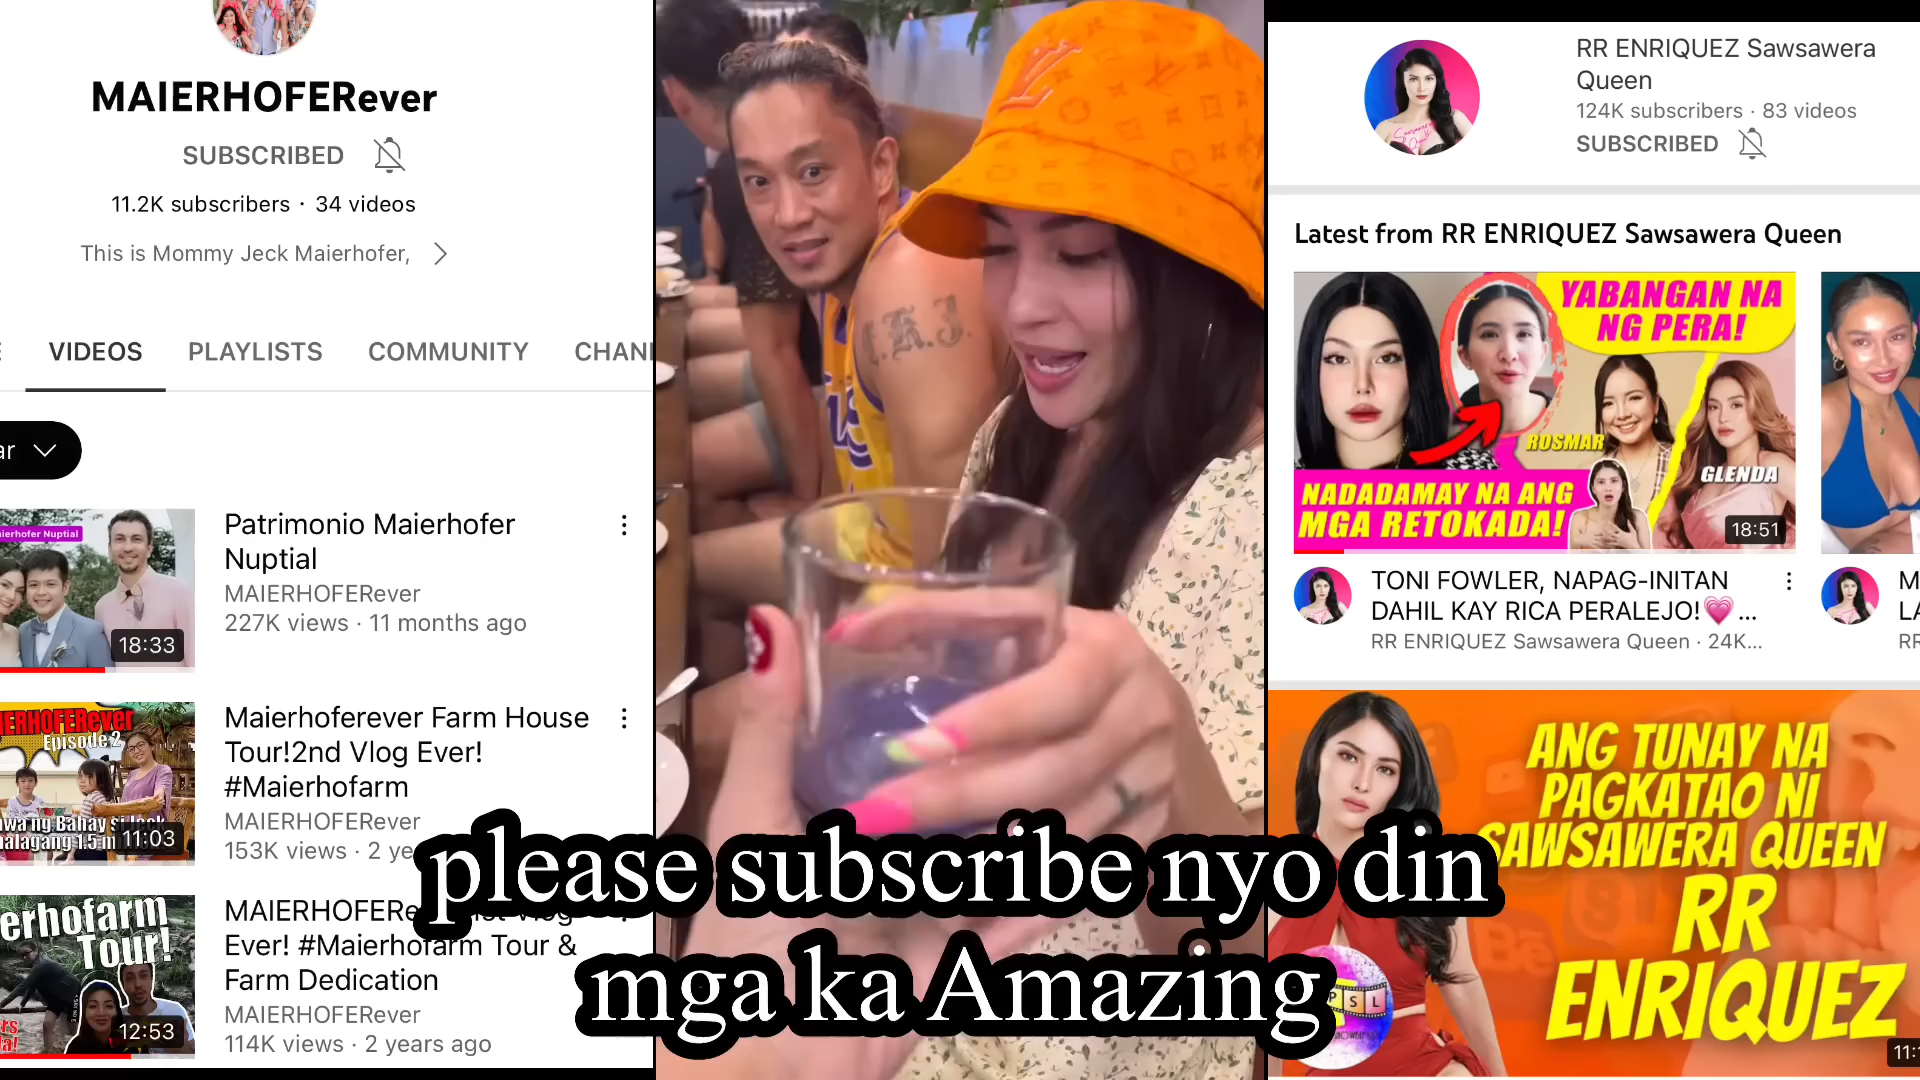 MAIERHOFERever
SUBSCRIBED
11.2K subscribers · 34 videos
This is Mommy Jeck Maierhofer,
VIDEOS PLAYLISTS COMMUNITY
Nuptial
18:33
Patrimonio Maierhofer
Nuptial
MAIERHOFERever
227K views · 11 months ago
Episode 2
11:03
Maierhoferever Farm House
Tour!2nd Vlog Ever!
#Maierhofarm
MAIERHOFERever
153K views · 2
Tour!
12:53
Ever! #Maierhofarm Tour &
Farm Dedication
MAIERHOFERever
114K views · 2 years ago
RR ENRIQUEZ Sawsawera
Queen
124K subscribers · 83 videos
SUBSCRIBED
Latest from RR ENRIQUEZ Sawsawera Queen
YABANGAN NA
NG PERA!
ROSMAR
GLENDA
NADADAMAY NA ANG
MGA RETOKADA!
18:51
TONI FOWLER, NAPAG-INITAN
DAHIL KAY RICA PERALEJO!💗 ...
RR ENRIQUEZ Sawsawera Queen · 24K...
ANG TUNAY NA
PAGKATAO NI
SAWSAWERA QUEEN
RR
ENRIQUEZ
please subscribe nyo din
mga ka Amazing